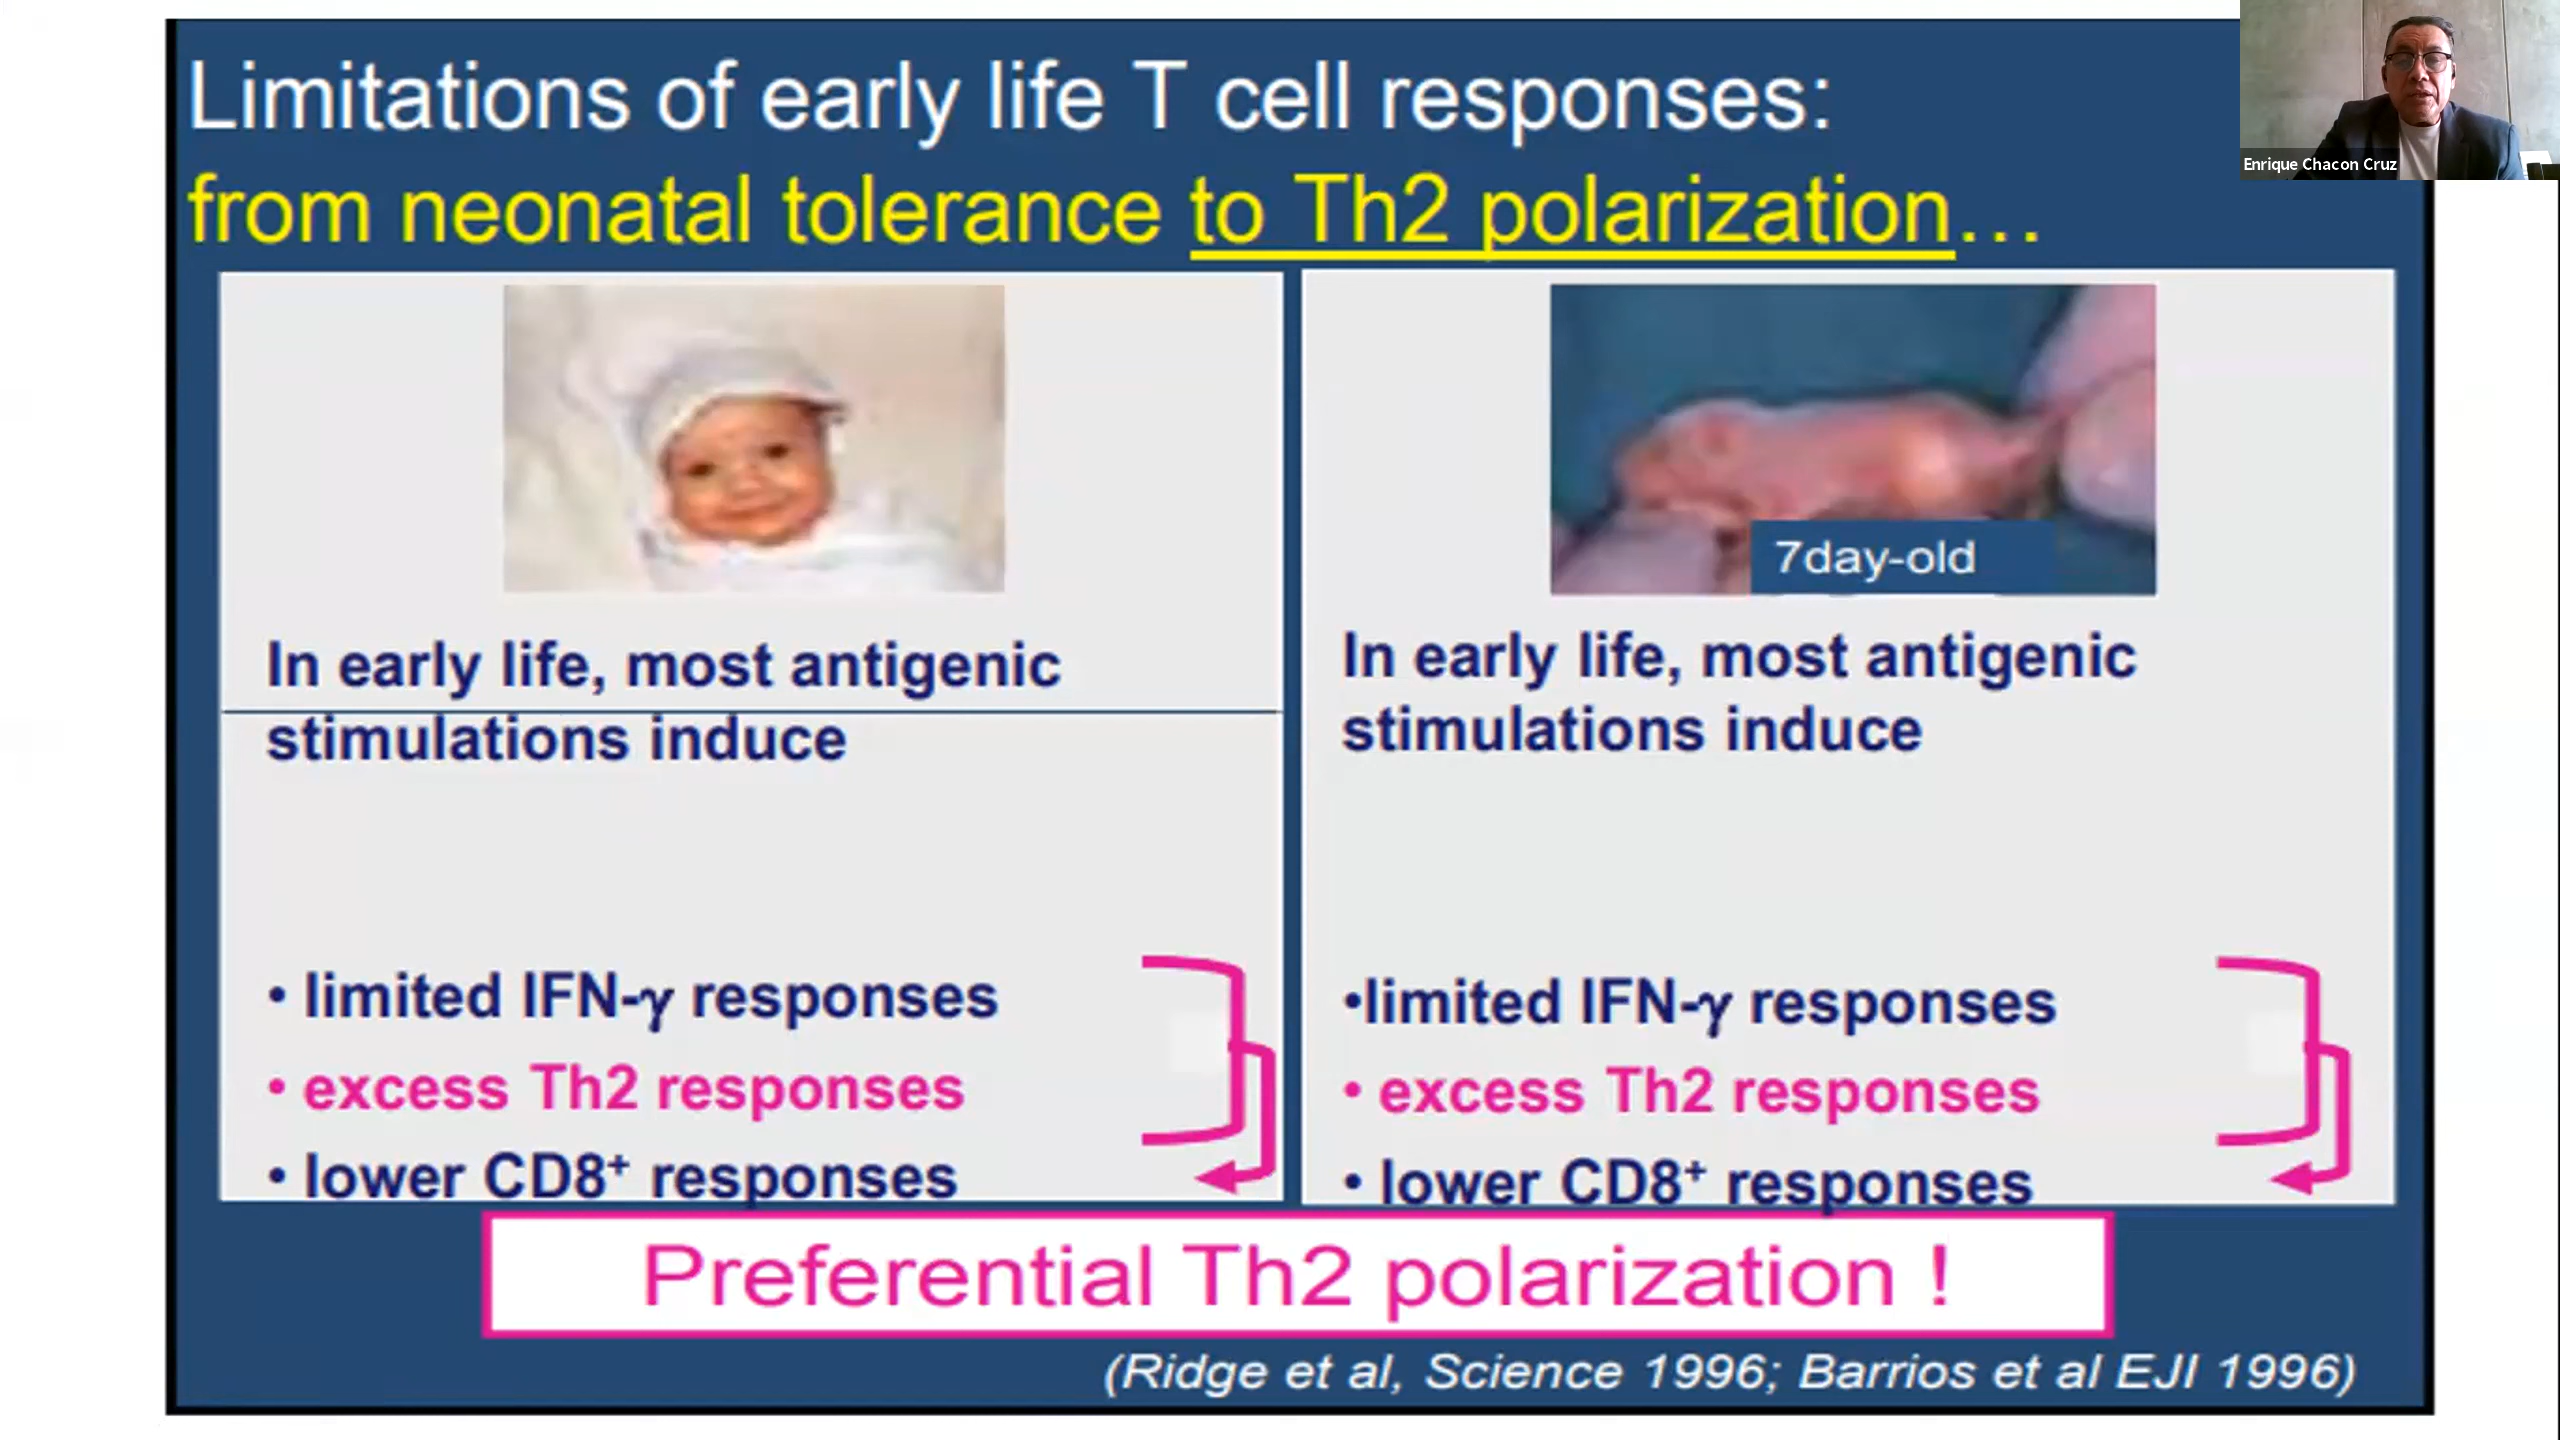 Limitations of early life T cell responses:
from neonatal tolerance to Th2 polarization…
Enrique Chacon Cruz
In early life, most antigenic
stimulations induce
• limited IFN-γ responses
• excess Th2 responses
• lower CD8⁺ responses
7day-old
In early life, most antigenic
stimulations induce
•limited IFN-γ responses
• excess Th2 responses
• lower CD8⁺ responses
Preferential Th2 polarization !
(Ridge et al, Science 1996; Barrios et al EJI 1996)